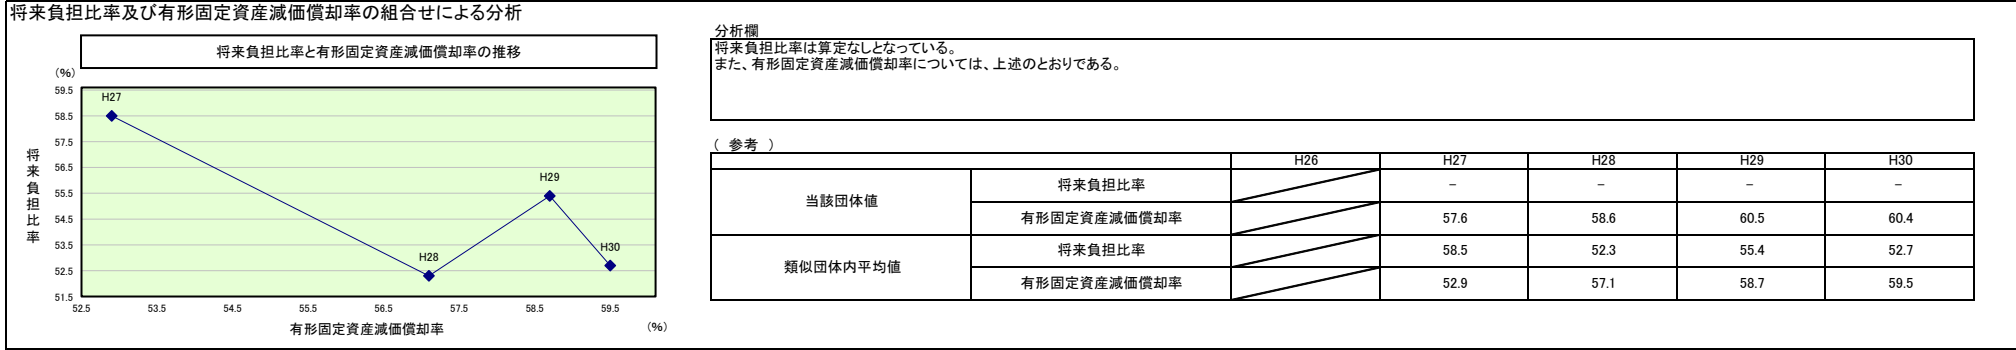 将来負担比率及び有形固定資産減価償却率の組合せによる分析
将来負担比率と有形固定資産減価償却率の推移
(%)
将来負担比率
59.5
58.5
57.5
56.5
55.5
54.5
53.5
52.5
51.5
H27
H28
H29
H30
52.5 53.5 54.5 55.5 56.5 57.5 58.5 59.5
有形固定資産減価償却率
(%)
分析欄
将来負担比率は算定なしとなっている。
また、有形固定資産減価償却率については、上述のとおりである。
( 参考 )
H26 H27 H28 H29 H30
当該団体値
将来負担比率 - - - -
有形固定資産減価償却率 57.6 58.6 60.5 60.4
類似団体内平均値
将来負担比率 58.5 52.3 55.4 52.7
有形固定資産減価償却率 52.9 57.1 58.7 59.5